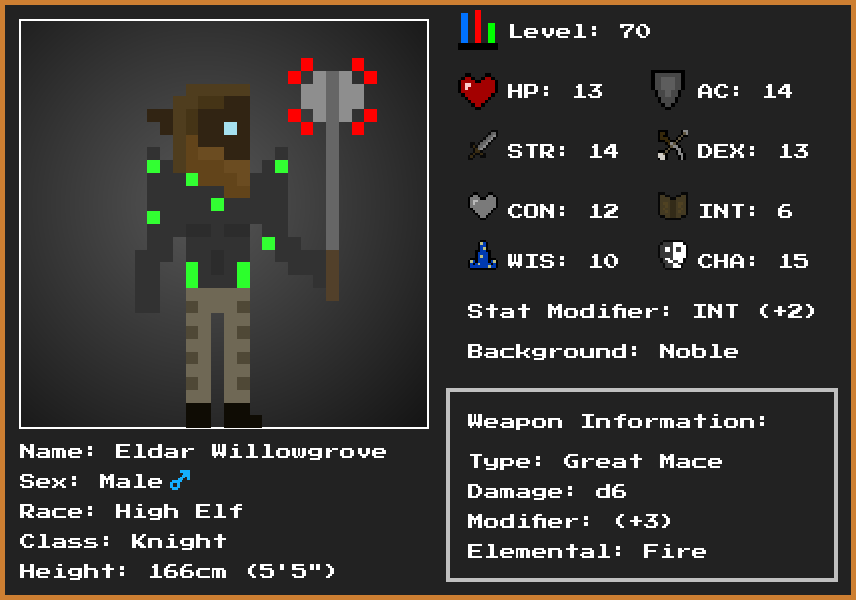 Level: 70
HP: 13
AC: 14
STR: 14
DEX: 13
CON: 12
INT: 6
WIS: 10
CHA: 15
Stat Modifier: INT (+2)
Background: Noble
Weapon Information:
Type: Great Mace
Damage: d6
Modifier: (+3)
Elemental: Fire
Name: Eldar Willowgrove
Sex: Male ♂
Race: High Elf
Class: Knight
Height: 166cm (5'5")